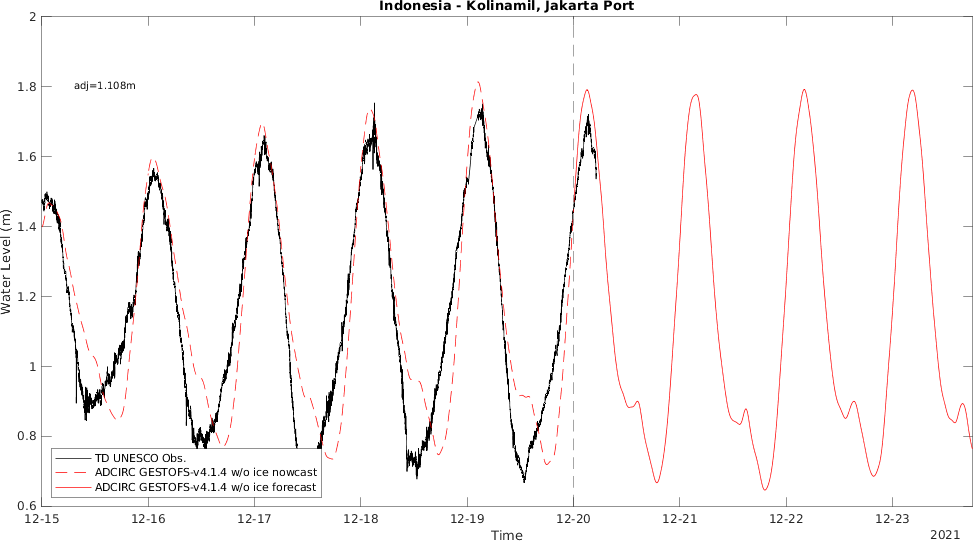 Indonesia - Kolinamil, Jakarta Port
2
1.8
1.6
1.4
1.2
1
0.8
0.6
Water Level (m)
adj=1.108m
TD UNESCO Obs.
ADCIRC GESTOFS-v4.1.4 w/o ice nowcast
ADCIRC GESTOFS-v4.1.4 w/o ice forecast
12-15 12-16 12-17 12-18 12-19 12-20 12-21 12-22 12-23
Time
2021